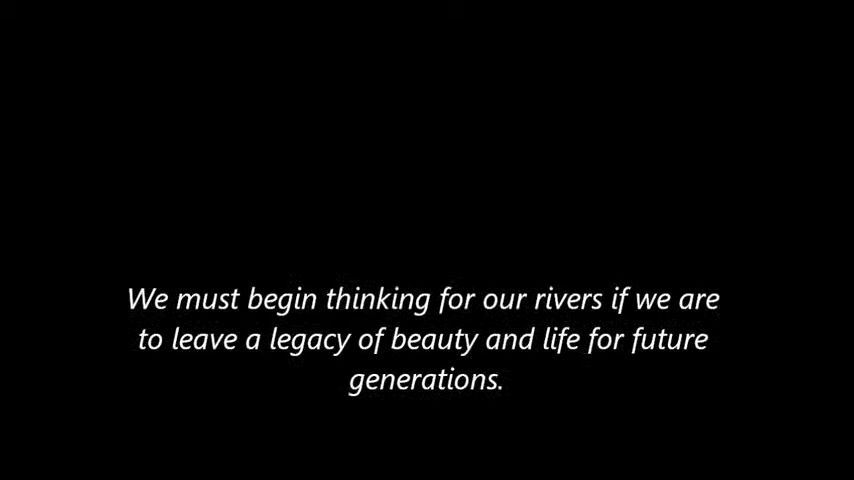 We must begin thinking for our rivers if we are
to leave a legacy of beauty and life for future
generations.